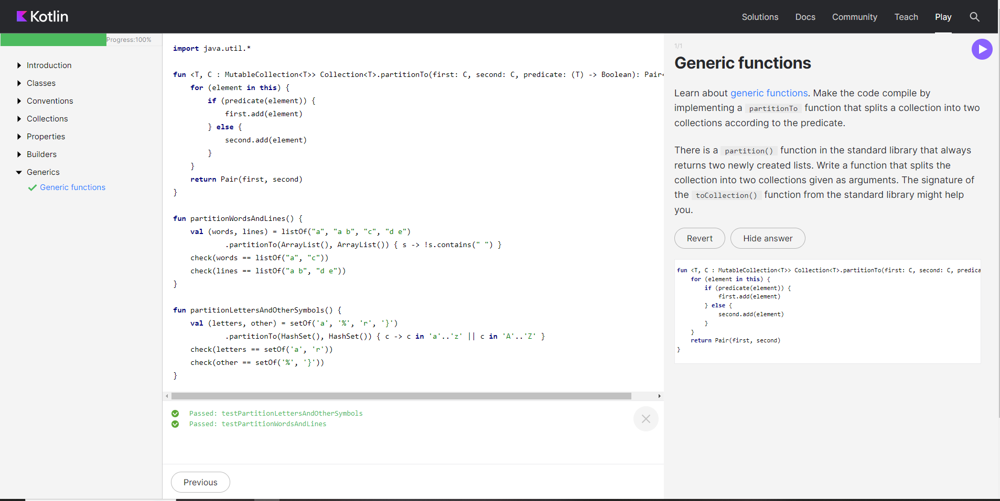 Kotlin
Solutions Docs Community Teach Play
Progress:100%
Introduction
Classes
Conventions
Collections
Properties
Builders
Generics
Generic functions
import java.util.*
fun <T, C : MutableCollection<T>> Collection<T>.partitionTo(first: C, second: C, predicate: (T) -> Boolean): Pair<
    for (element in this) {
        if (predicate(element)) {
            first.add(element)
        } else {
            second.add(element)
        }
    }
    return Pair(first, second)
}
fun partitionWordsAndLines() {
    val (words, lines) = listOf("a", "a b", "c", "d e")
            .partitionTo(ArrayList(), ArrayList()) { s -> !s.contains(" ") }
    check(words == listOf("a", "c"))
    check(lines == listOf("a b", "d e"))
}
fun partitionLettersAndOtherSymbols() {
    val (letters, other) = setOf('a', '%', 'r', '}')
            .partitionTo(HashSet(), HashSet()) { c -> c in 'a'..'z' || c in 'A'..'Z' }
    check(letters == setOf('a', 'r'))
    check(other == setOf('%', '}'))
}
Passed: testPartitionLettersAndOtherSymbols
Passed: testPartitionWordsAndLines
Previous
1/1
Generic functions
Learn about generic functions. Make the code compile by
implementing a partitionTo function that splits a collection into two
collections according to the predicate.
There is a partition() function in the standard library that always
returns two newly created lists. Write a function that splits the
collection into two collections given as arguments. The signature of
the toCollection() function from the standard library might help
you.
Revert Hide answer
fun <T, C : MutableCollection<T>> Collection<T>.partitionTo(first: C, second: C, predica
    for (element in this) {
        if (predicate(element)) {
            first.add(element)
        } else {
            second.add(element)
        }
    }
    return Pair(first, second)
}